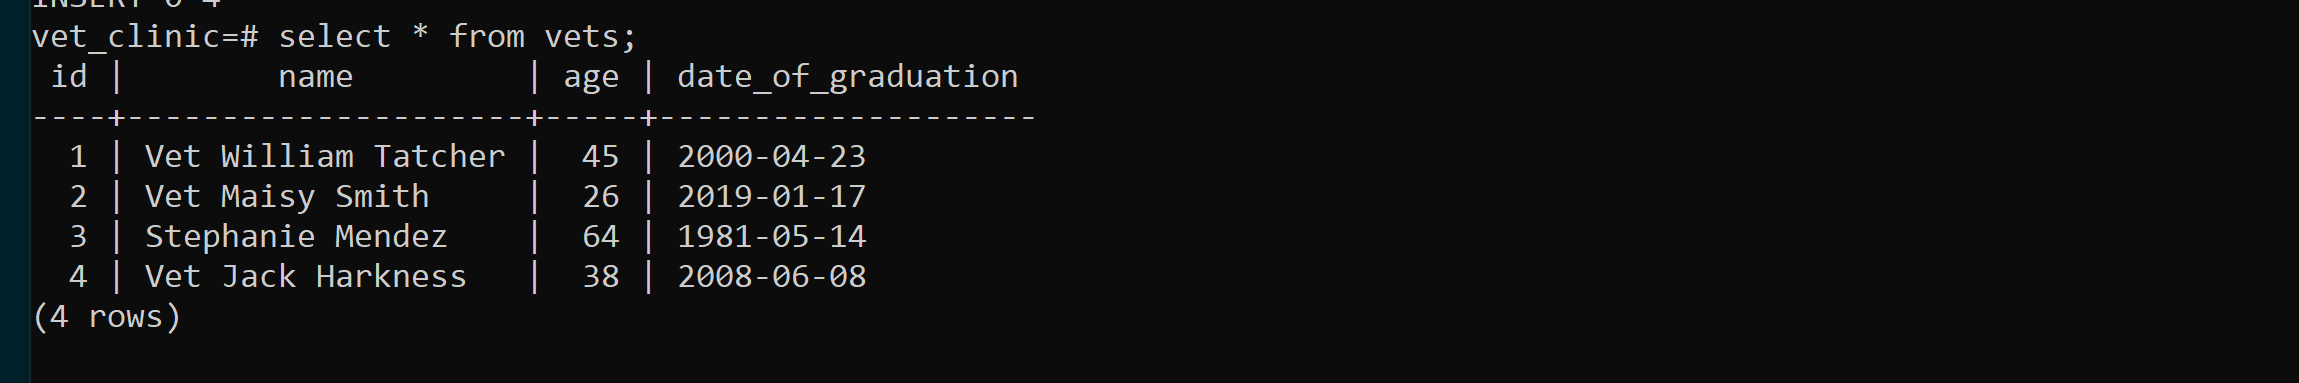 INSERT 0 4
vet_clinic=# select * from vets;
 id |        name         | age | date_of_graduation
----+---------------------+-----+--------------------
  1 | Vet William Tatcher |  45 | 2000-04-23
  2 | Vet Maisy Smith     |  26 | 2019-01-17
  3 | Stephanie Mendez    |  64 | 1981-05-14
  4 | Vet Jack Harkness   |  38 | 2008-06-08
(4 rows)